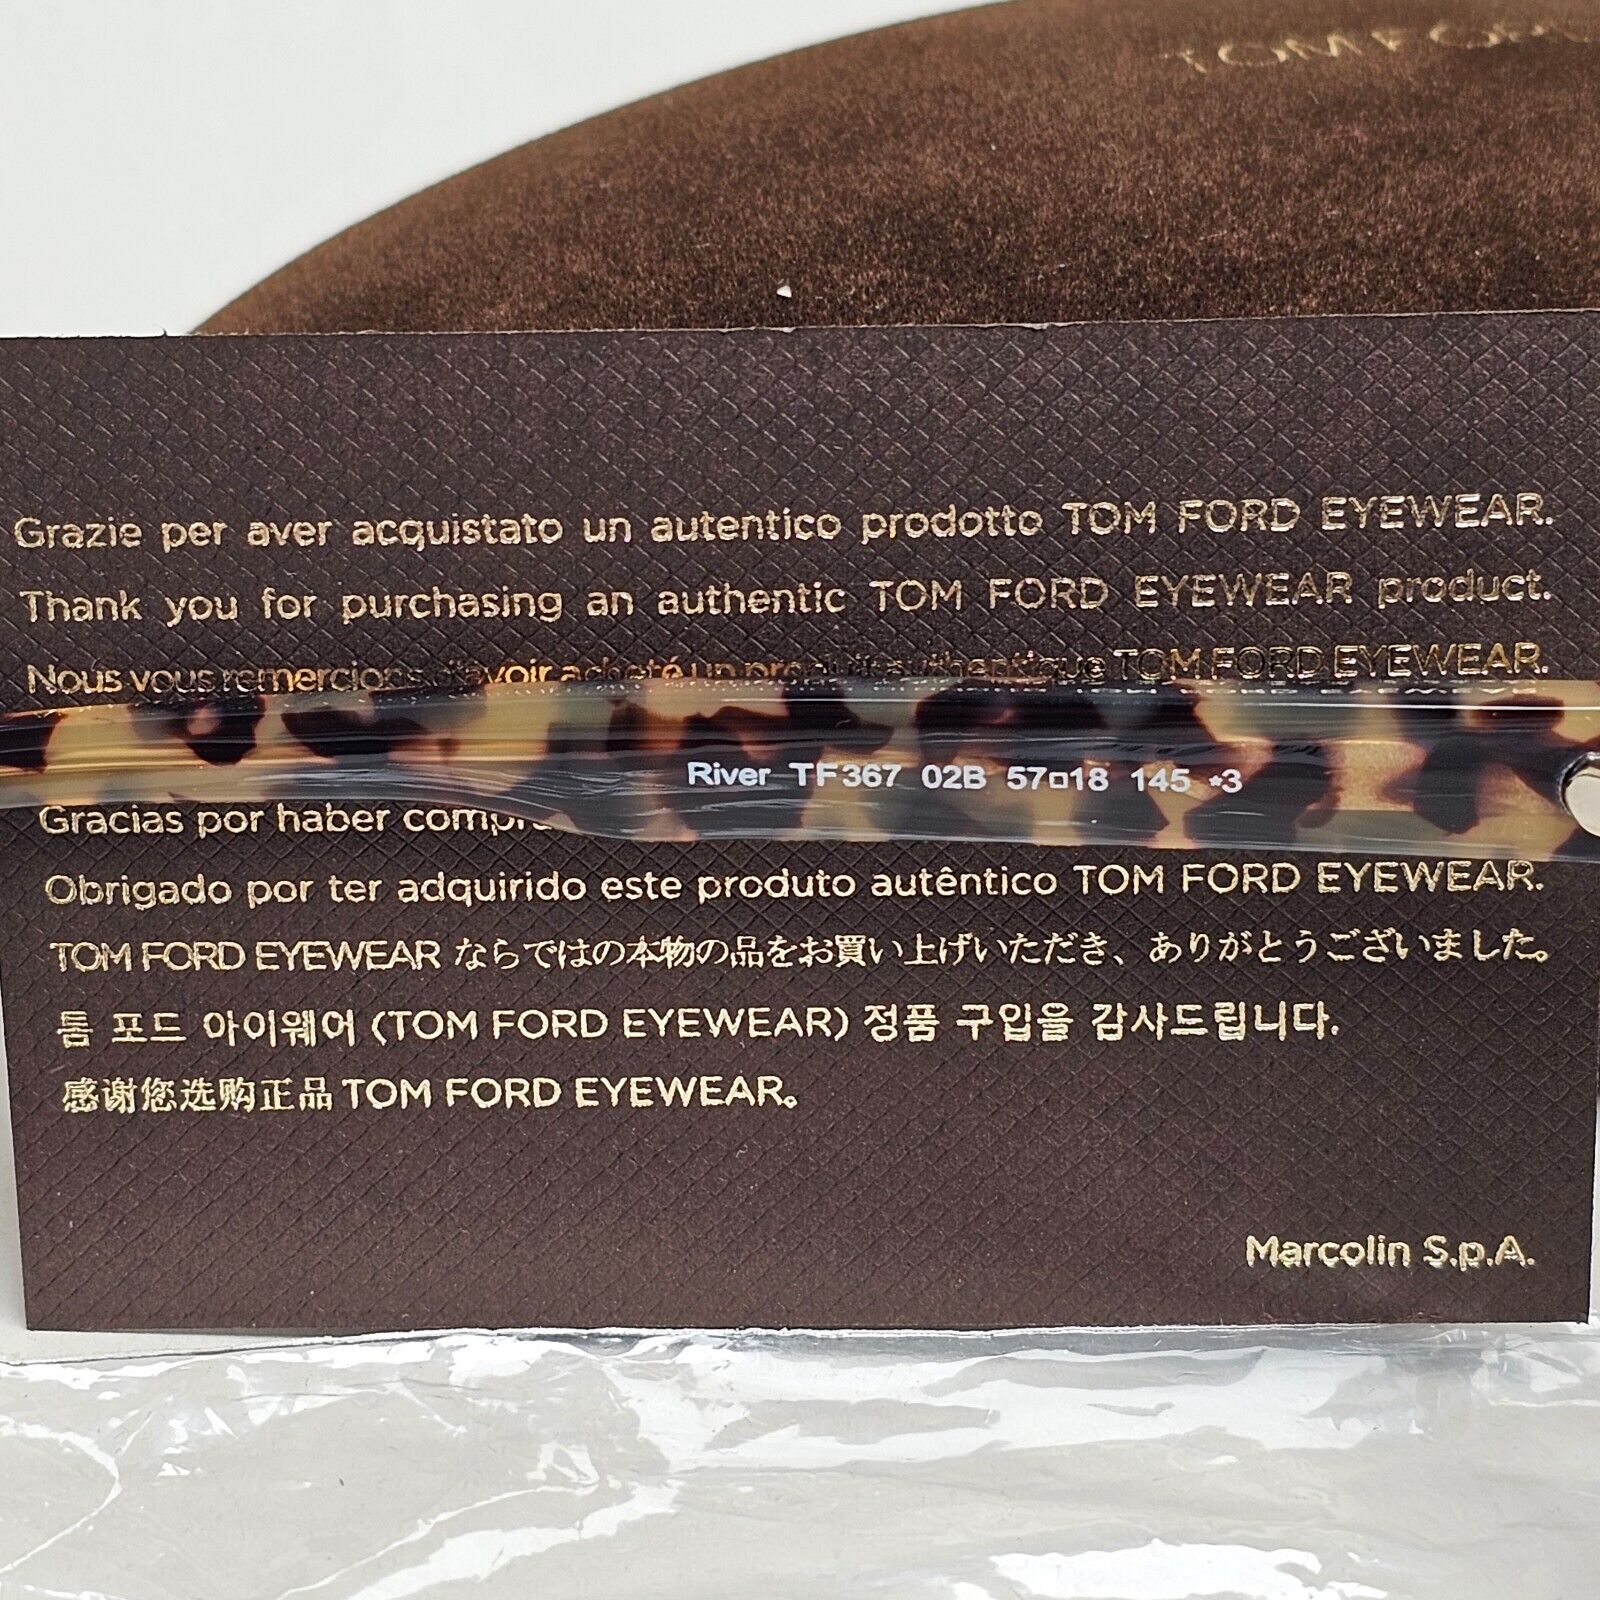 TOM FORD
Grazie per aver acquistato un autentico prodotto TOM FORD EYEWEAR.
Thank you for purchasing an authentic TOM FORD EYEWEAR product.
Nous vous remercions d'avoir acheté un produit authentique TOM FORD EYEWEAR.
River TF367 02B 57□18 145 *3
Gracias por haber
Obrigado por ter adquirido este produto autêntico TOM FORD EYEWEAR.
TOM FORD EYEWEAR ならではの本物の品をお買い上げいただき、ありがとうございました。
톰 포드 아이웨어 (TOM FORD EYEWEAR) 정품 구입을 감사드립니다.
感谢您选购正品 TOM FORD EYEWEAR。
Marcolin S.p.A.